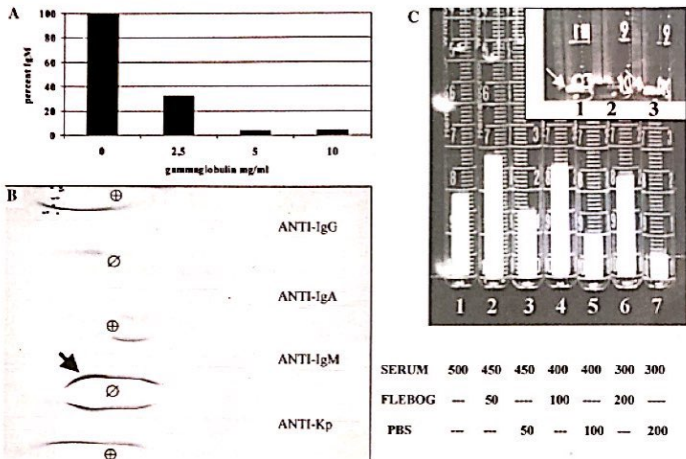 A
percent IgM
100
80
60
40
20
0
0 2,5 5 10
gammaglobulin mg/ml
B
ANTI-IgG
ANTI-IgA
ANTI-IgM
ANTI-Kp
C
1 2 3
1 2 3 4 5 6 7
SERUM 500 450 450 400 400 300 300
FLEBOG --- 50 ---- 100 --- 200 ---
PBS --- --- 50 --- 100 --- 200